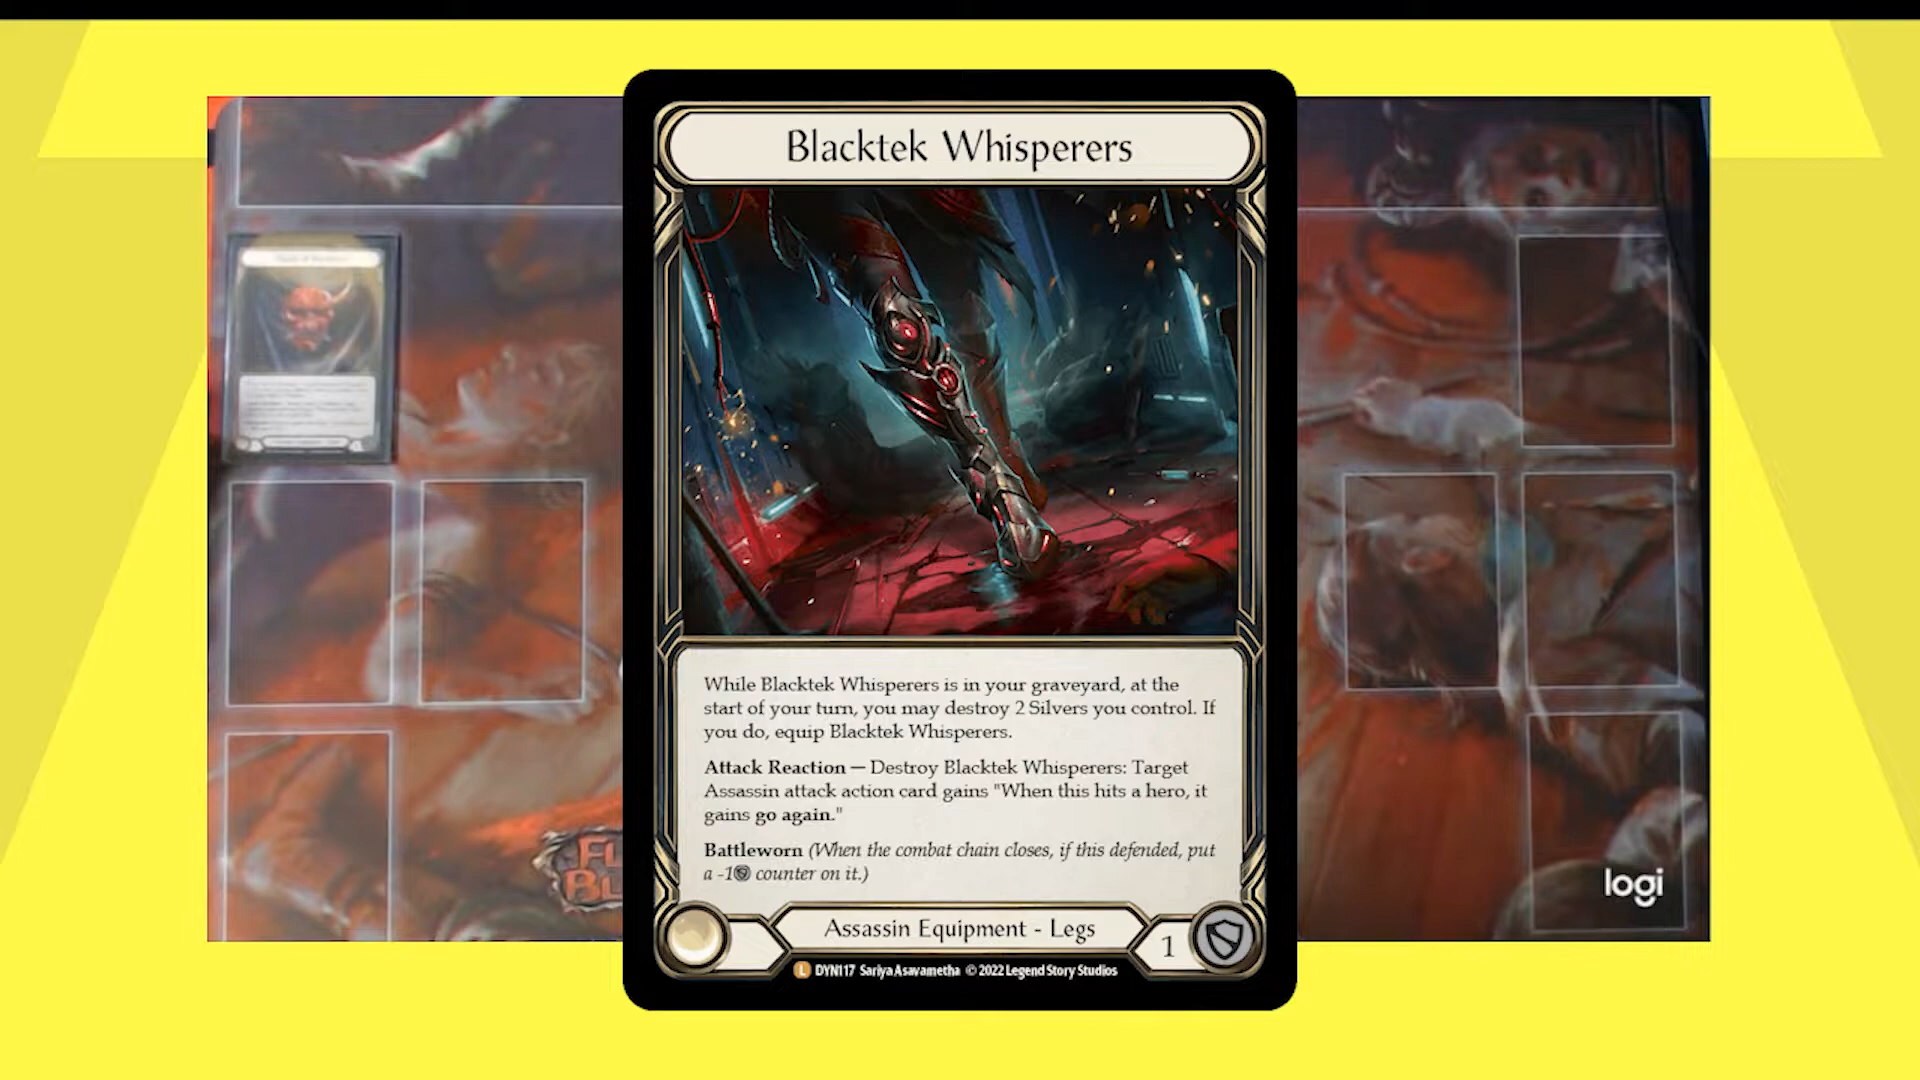 Blacktek Whisperers
While Blacktek Whisperers is in your graveyard, at the
start of your turn, you may destroy 2 Silvers you control. If
you do, equip Blacktek Whisperers.
Attack Reaction — Destroy Blacktek Whisperers: Target
Assassin attack action card gains "When this hits a hero, it
gains go again."
Battleworn (When the combat chain closes, if this defended, put
a -1 counter on it.)
Assassin Equipment - Legs
1
L DYN117 Sariya Asavametha © 2022 Legend Story Studios
logi